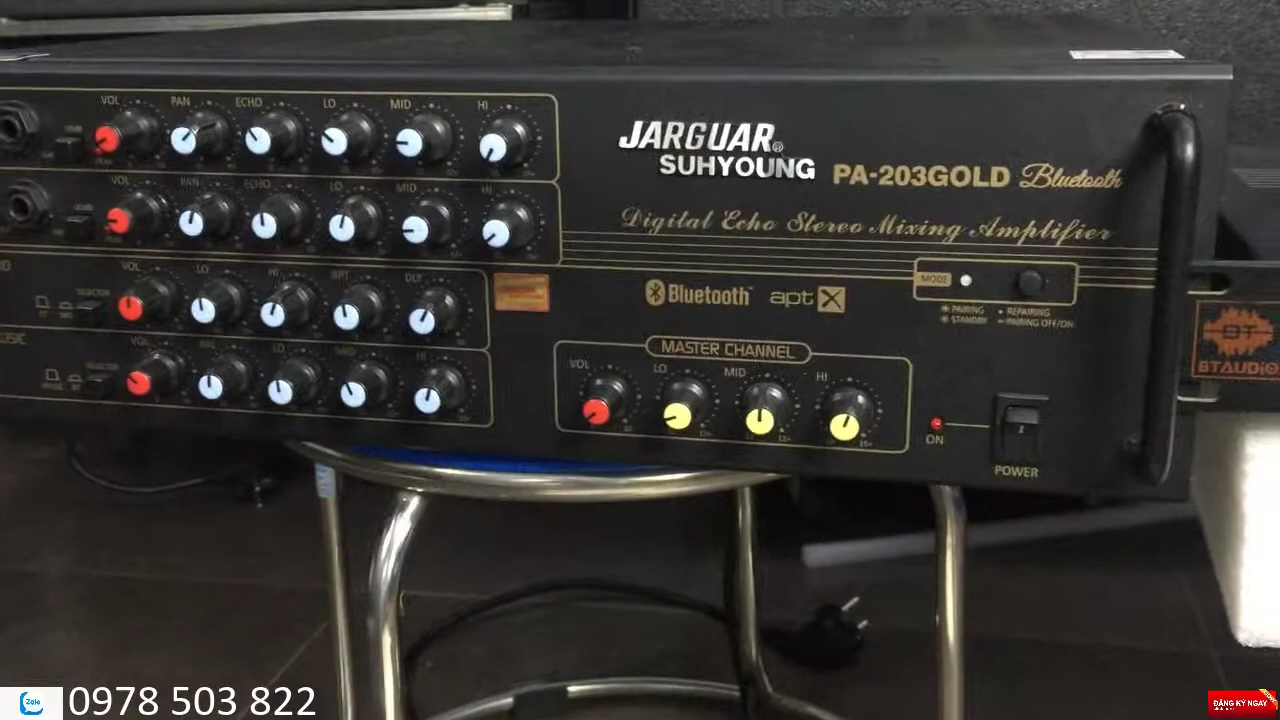 VOL PAN ECHO LO MID HI
JARGUAR®
SUHYOUNG PA-203GOLD Bluetooth
VOL PAN ECHO LO MID HI
Digital Echo Stereo Mixing Amplifier
VOL LO HI RPT DLY
MODE
Bluetooth aptX
PAIRING REPAIRING
STANDBY PAIRING OFF/ON
DT
BTAUDIO
VOL LO HI
MASTER CHANNEL
VOL LO MID HI
ON
POWER
Zalo 0978 503 822
ĐĂNG KÝ NGAY